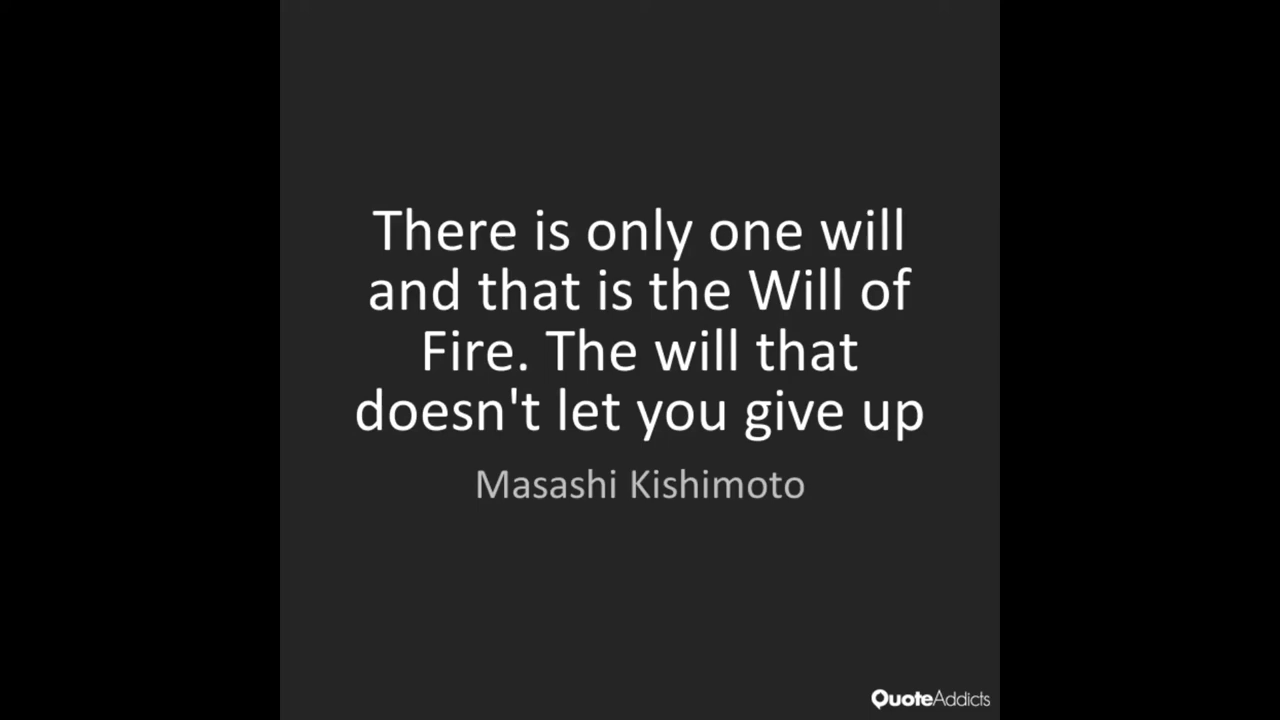 There is only one will
and that is the Will of
Fire. The will that
doesn't let you give up
Masashi Kishimoto
QuoteAddicts